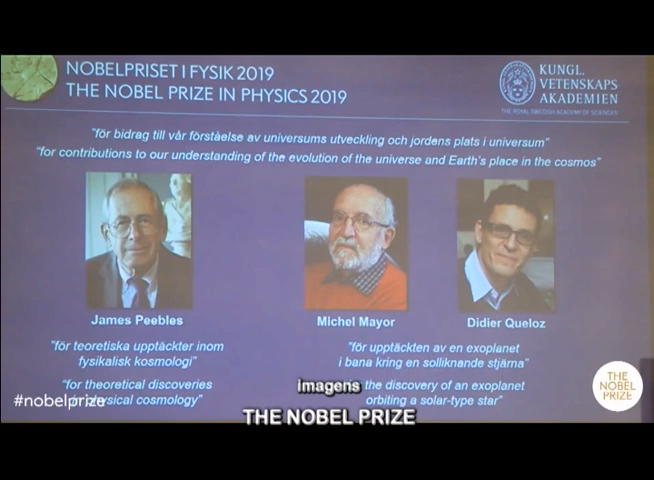 NOBELPRISET I FYSIK 2019
THE NOBEL PRIZE IN PHYSICS 2019
KUNGL.
VETENSKAPS
AKADEMIEN
THE ROYAL SWEDISH ACADEMY OF SCIENCES
"för bidrag till vår förståelse av universums utveckling och jordens plats i universum"
"for contributions to our understanding of the evolution of the universe and Earth's place in the cosmos"
James Peebles
Michel Mayor
Didier Queloz
"för teoretiska upptäckter inom
fysikalisk kosmologi"
"för upptäckten av en exoplanet
i bana kring en solliknande stjärna"
"for theoretical discoveries
physical cosmology"
the discovery of an exoplanet
orbiting a solar-type star"
#nobelprize
imagens
THE NOBEL PRIZE
THE
NOBEL
PRIZE